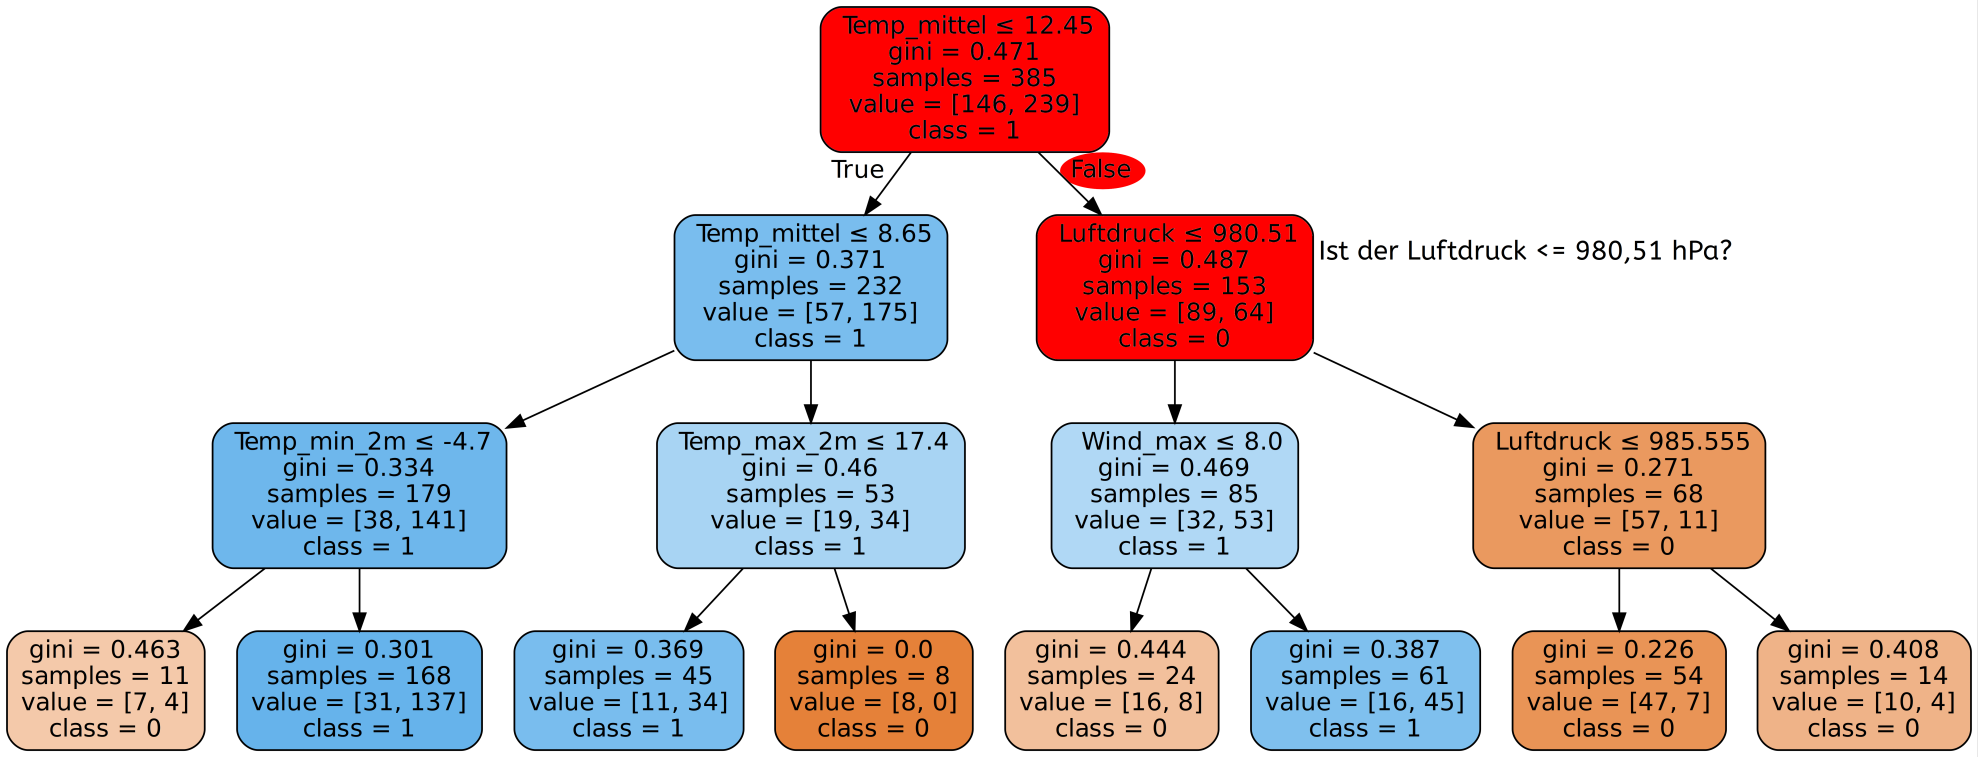 Temp_mittel ≤ 12.45
gini = 0.471
samples = 385
value = [146, 239]
class = 1
True
False
Temp_mittel ≤ 8.65
gini = 0.371
samples = 232
value = [57, 175]
class = 1
Luftdruck ≤ 980.51
gini = 0.487
samples = 153
value = [89, 64]
class = 0
Ist der Luftdruck <= 980,51 hPa?
Temp_min_2m ≤ -4.7
gini = 0.334
samples = 179
value = [38, 141]
class = 1
Temp_max_2m ≤ 17.4
gini = 0.46
samples = 53
value = [19, 34]
class = 1
Wind_max ≤ 8.0
gini = 0.469
samples = 85
value = [32, 53]
class = 1
Luftdruck ≤ 985.555
gini = 0.271
samples = 68
value = [57, 11]
class = 0
gini = 0.463
samples = 11
value = [7, 4]
class = 0
gini = 0.301
samples = 168
value = [31, 137]
class = 1
gini = 0.369
samples = 45
value = [11, 34]
class = 1
gini = 0.0
samples = 8
value = [8, 0]
class = 0
gini = 0.444
samples = 24
value = [16, 8]
class = 0
gini = 0.387
samples = 61
value = [16, 45]
class = 1
gini = 0.226
samples = 54
value = [47, 7]
class = 0
gini = 0.408
samples = 14
value = [10, 4]
class = 0